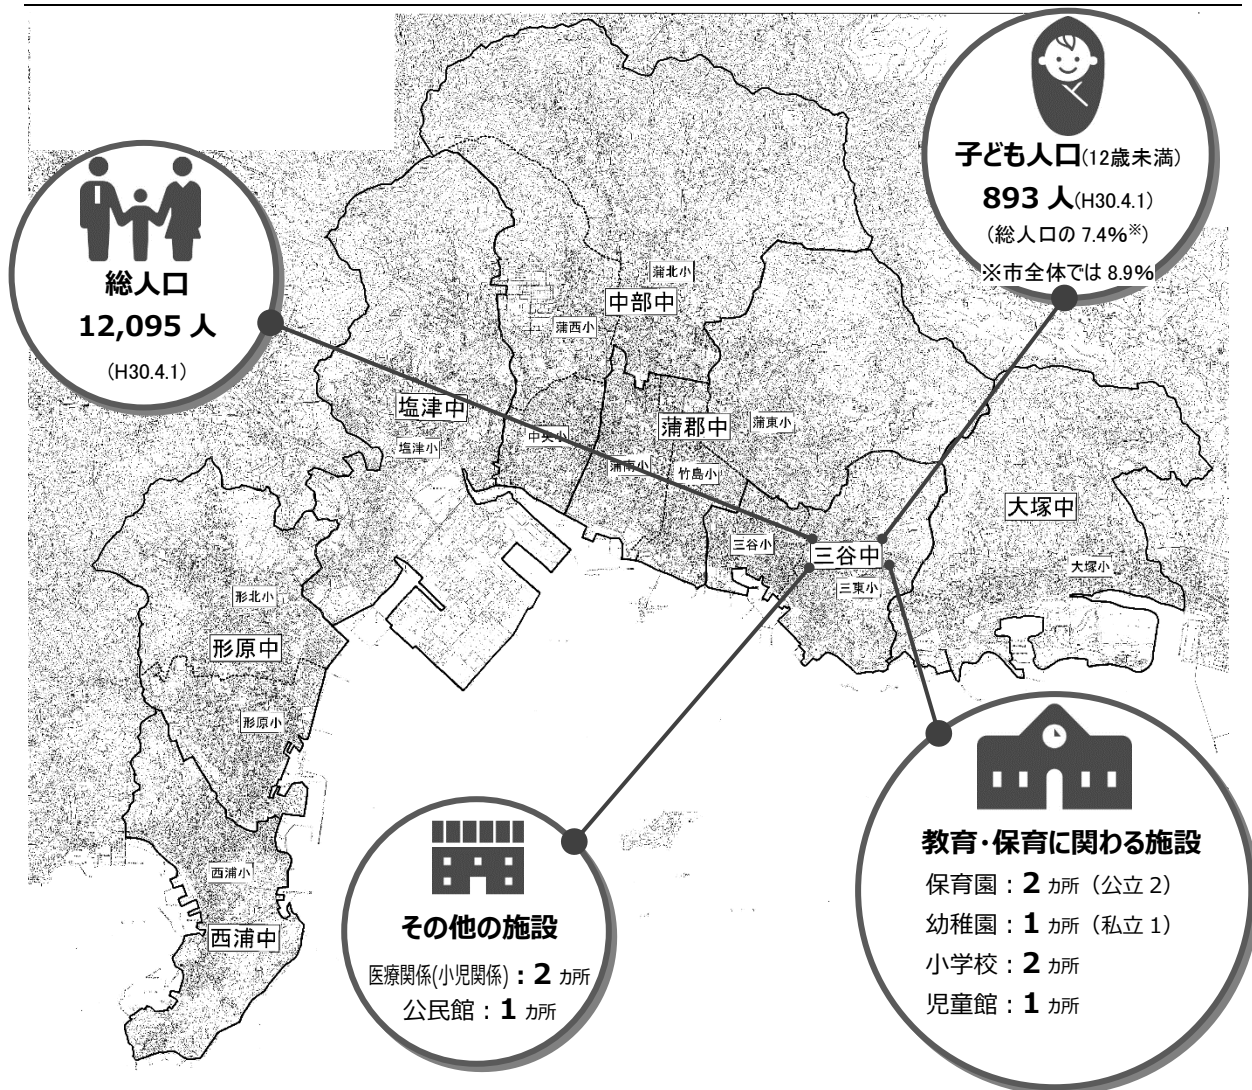 子ども人口(12歳未満)
893 人(H30.4.1)
(総人口の 7.4%※)
※市全体では 8.9%
総人口
12,095 人
(H30.4.1)
蒲北小
中部中
蒲西小
塩津中
塩津小
中央小
蒲郡中
蒲東小
蒲南小
竹島小
大塚中
大塚小
三谷小
三谷中
三東小
形北小
形原中
形原小
西浦小
西浦中
その他の施設
医療関係(小児関係)：2 カ所
公民館：1 カ所
教育・保育に関わる施設
保育園：2 カ所（公立 2）
幼稚園：1 カ所（私立 1）
小学校：2 カ所
児童館：1 カ所